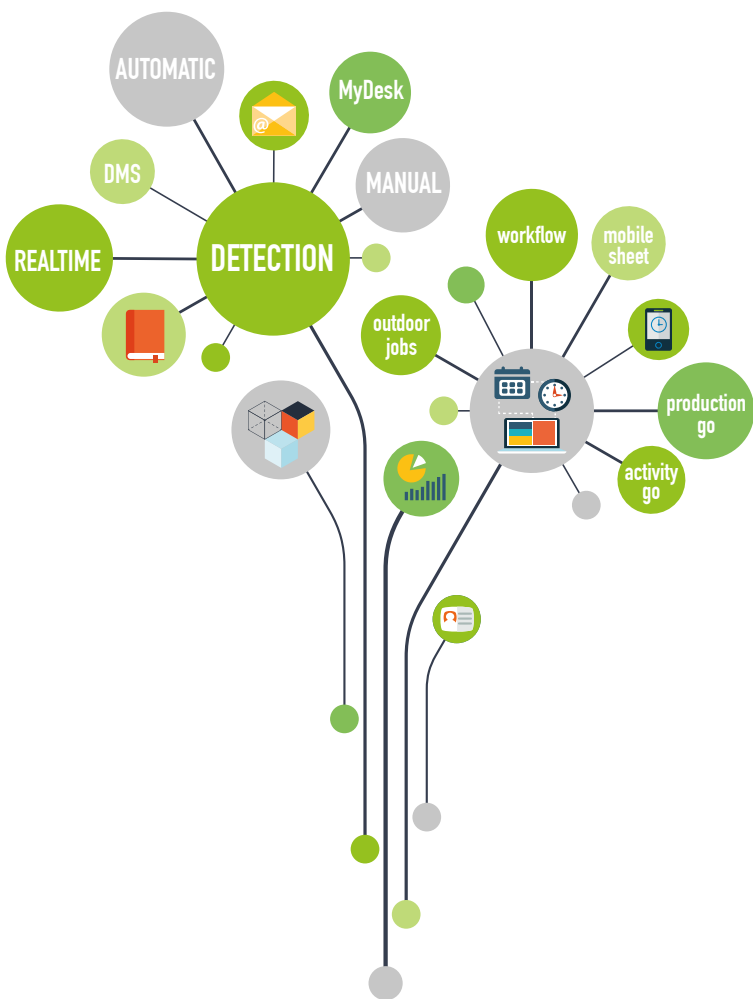 AUTOMATIC
MyDesk
@
DMS
MANUAL
REALTIME
DETECTION
workflow
mobile
sheet
outdoor
jobs
production
go
activity
go